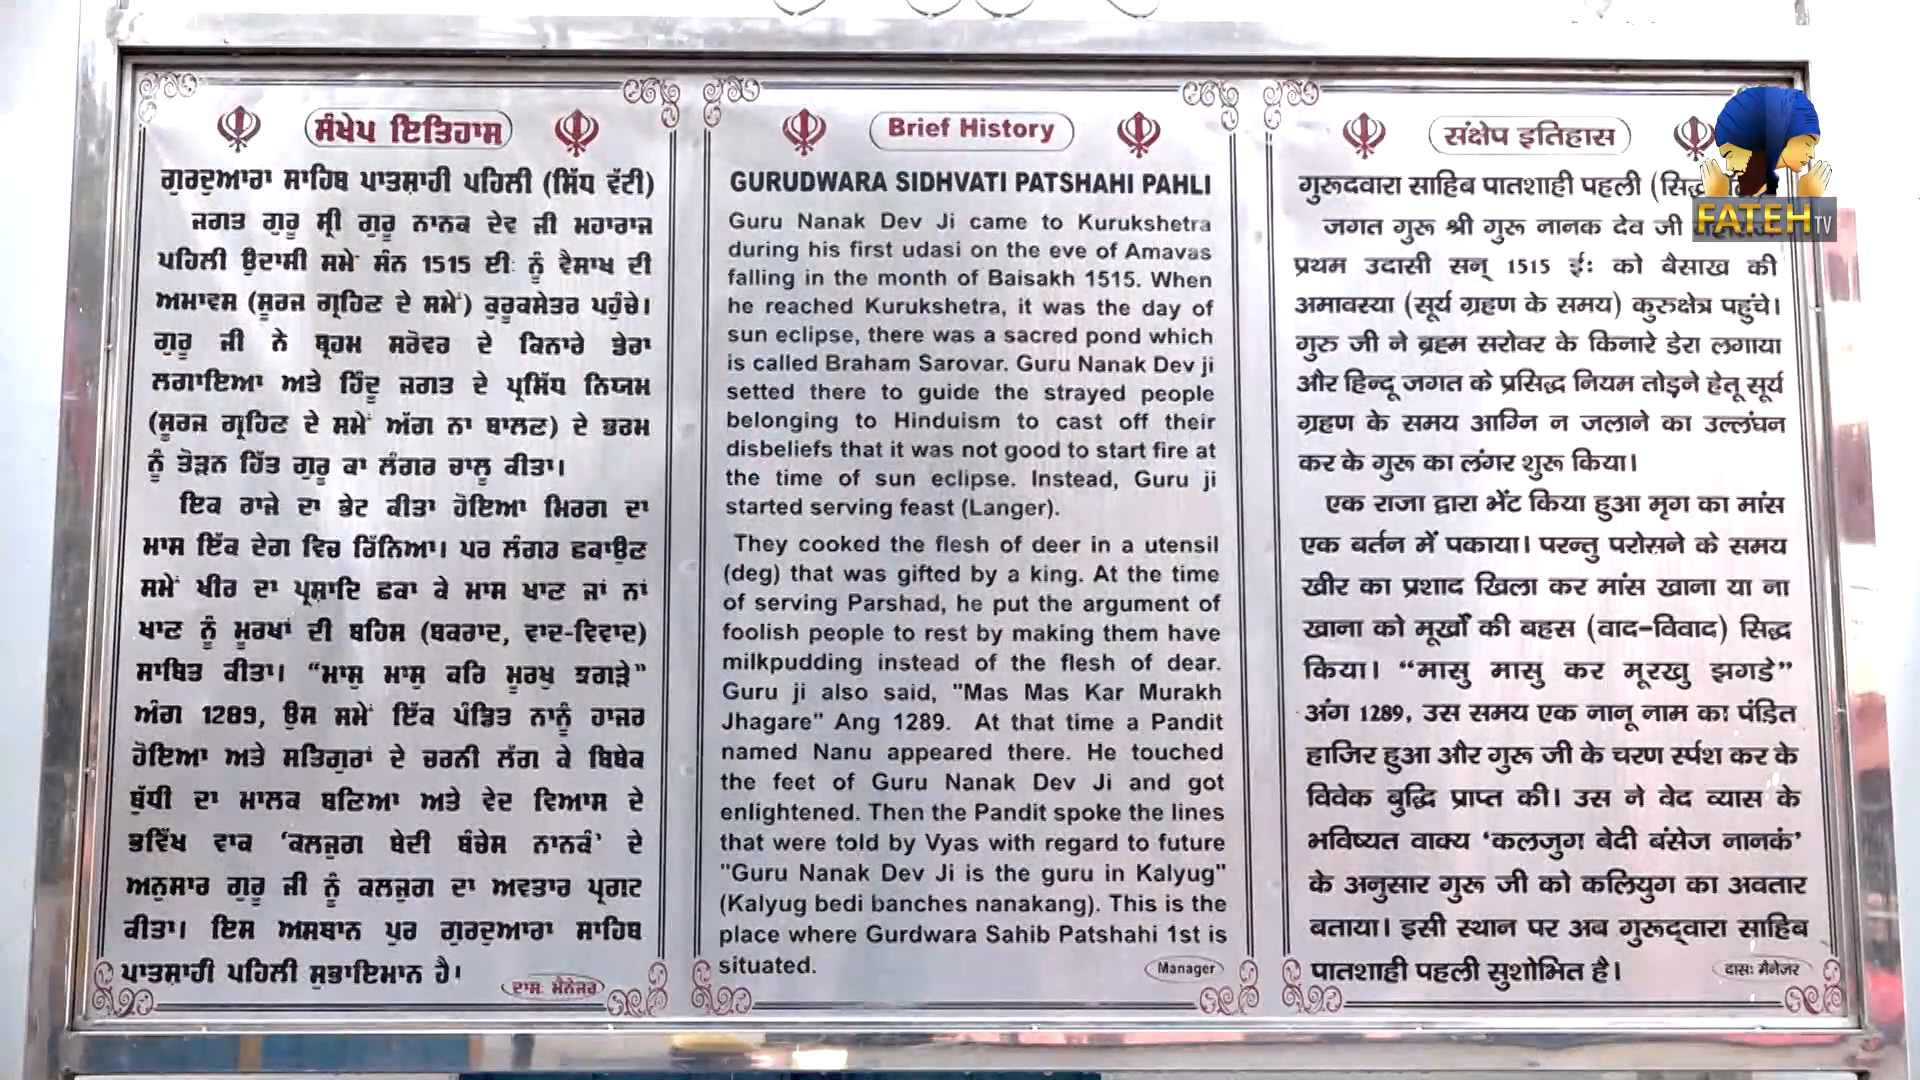 ਸੰਖੇਪ ਇਤਿਹਾਸ
ਗੁਰਦੁਆਰਾ ਸਾਹਿਬ ਪਾਤਸ਼ਾਹੀ ਪਹਿਲੀ (ਸਿੱਧ ਵੱਟੀ)
ਜਗਤ ਗੁਰੂ ਸ੍ਰੀ ਗੁਰੂ ਨਾਨਕ ਦੇਵ ਜੀ ਮਹਾਰਾਜ
ਪਹਿਲੀ ਉਦਾਸੀ ਸਮੇਂ ਸੰਨ 1515 ਈ: ਨੂੰ ਵੈਸਾਖ ਦੀ
ਅਮਾਵਸ (ਸੂਰਜ ਗ੍ਰਹਿਣ ਦੇ ਸਮੇਂ) ਕੁਰੂਕਸੇਤਰ ਪਹੁੰਚੇ।
ਗੁਰੂ ਜੀ ਨੇ ਬ੍ਰਹਮ ਸਰੋਵਰ ਦੇ ਕਿਨਾਰੇ ਡੇਰਾ
ਲਗਾਇਆ ਅਤੇ ਹਿੰਦੂ ਜਗਤ ਦੇ ਪ੍ਰਸਿੱਧ ਨਿਯਮ
(ਸੂਰਜ ਗ੍ਰਹਿਣ ਦੇ ਸਮੇਂ ਅੱਗ ਨਾ ਬਾਲਣ) ਦੇ ਭਰਮ
ਨੂੰ ਤੋੜਨ ਹਿੱਤ ਗੁਰੂ ਕਾ ਲੰਗਰ ਚਾਲੂ ਕੀਤਾ।
ਇਕ ਰਾਜੇ ਦਾ ਭੇਟ ਕੀਤਾ ਹੋਇਆ ਮਿਰਗ ਦਾ
ਮਾਸ ਇੱਕ ਦੇਗ ਵਿਚ ਰਿੰਨਿਆ। ਪਰ ਲੰਗਰ ਛਕਾਉਣ
ਸਮੇਂ ਖੀਰ ਦਾ ਪ੍ਰਸ਼ਾਦਿ ਛਕਾ ਕੇ ਮਾਸ ਖਾਣ ਜਾਂ ਨਾਂ
ਖਾਣ ਨੂੰ ਮੂਰਖਾਂ ਦੀ ਬਹਿਸ (ਬਕਰਾਦ, ਵਾਦ-ਵਿਵਾਦ)
ਸਾਬਿਤ ਕੀਤਾ। “ਮਾਸੁ ਮਾਸੁ ਕਰਿ ਮੂਰਖੁ ਝਗੜੇ”
ਅੰਗ 1289, ਉਸ ਸਮੇਂ ਇੱਕ ਪੰਡਿਤ ਨਾਨੂੰ ਹਾਜਰ
ਹੋਇਆ ਅਤੇ ਸਤਿਗੁਰਾਂ ਦੇ ਚਰਨੀ ਲੱਗ ਕੇ ਬਿਬੇਕ
ਬੁੱਧੀ ਦਾ ਮਾਲਕ ਬਣਿਆ ਅਤੇ ਵੇਦ ਵਿਆਸ ਦੇ
ਭਵਿੱਖ ਵਾਕ ‘ਕਲਜੁਗ ਬੇਦੀ ਬੰਚੇਸ ਨਾਨਕੰ’ ਦੇ
ਅਨੁਸਾਰ ਗੁਰੂ ਜੀ ਨੂੰ ਕਲਜੁਗ ਦਾ ਅਵਤਾਰ ਪ੍ਰਗਟ
ਕੀਤਾ। ਇਸ ਅਸਥਾਨ ਪੁਰ ਗੁਰਦੁਆਰਾ ਸਾਹਿਬ
ਪਾਤਸ਼ਾਹੀ ਪਹਿਲੀ ਸੁਭਾਇਮਾਨ ਹੈ।
ਦਾਸ: ਮੈਨੇਜਰ
Brief History
GURUDWARA SIDHVATI PATSHAHI PAHLI
Guru Nanak Dev Ji came to Kurukshetra
during his first udasi on the eve of Amavas
falling in the month of Baisakh 1515. When
he reached Kurukshetra, it was the day of
sun eclipse, there was a sacred pond which
is called Braham Sarovar. Guru Nanak Dev ji
setted there to guide the strayed people
belonging to Hinduism to cast off their
disbeliefs that it was not good to start fire at
the time of sun eclipse. Instead, Guru ji
started serving feast (Langer).
They cooked the flesh of deer in a utensil
(deg) that was gifted by a king. At the time
of serving Parshad, he put the argument of
foolish people to rest by making them have
milkpudding instead of the flesh of dear.
Guru ji also said, "Mas Mas Kar Murakh
Jhagare" Ang 1289. At that time a Pandit
named Nanu appeared there. He touched
the feet of Guru Nanak Dev Ji and got
enlightened. Then the Pandit spoke the lines
that were told by Vyas with regard to future
"Guru Nanak Dev Ji is the guru in Kalyug"
(Kalyug bedi banches nanakang). This is the
place where Gurdwara Sahib Patshahi 1st is
situated.
Manager
संक्षेप इतिहास
गुरूदवारा साहिब पातशाही पहली (सिद्ध
जगत गुरू श्री गुरू नानक देव जी
प्रथम उदासी सन् 1515 ईः को बैसाख की
अमावस्या (सूर्य ग्रहण के समय) कुरुक्षेत्र पहुंचे।
गुरु जी ने ब्रह्म सरोवर के किनारे डेरा लगाया
और हिन्दू जगत के प्रसिद्ध नियम तोड़ने हेतू सूर्य
ग्रहण के समय आग्नि न जलाने का उल्लंघन
कर के गुरू का लंगर शुरू किया।
एक राजा द्वारा भेंट किया हुआ मृग का मांस
एक बर्तन में पकाया। परन्तु परोसने के समय
खीर का प्रशाद खिला कर मांस खाना या ना
खाना को मूर्खों की बहस (वाद-विवाद) सिद्ध
किया। “मासु मासु कर मूरखु झगडे”
अंग 1289, उस समय एक नानू नाम का पंड़ित
हाजिर हुआ और गुरू जी के चरण र्स्पश कर के
विवेक बुद्धि प्राप्त की। उस ने वेद व्यास के
भविष्यत वाक्य ‘कलजुग बेदी बंसेज नानकं’
के अनुसार गुरू जी को कलियुग का अवतार
बताया। इसी स्थान पर अब गुरूद्वारा साहिब
पातशाही पहली सुशोभित है।
दासः मैनेजर
FATEH TV